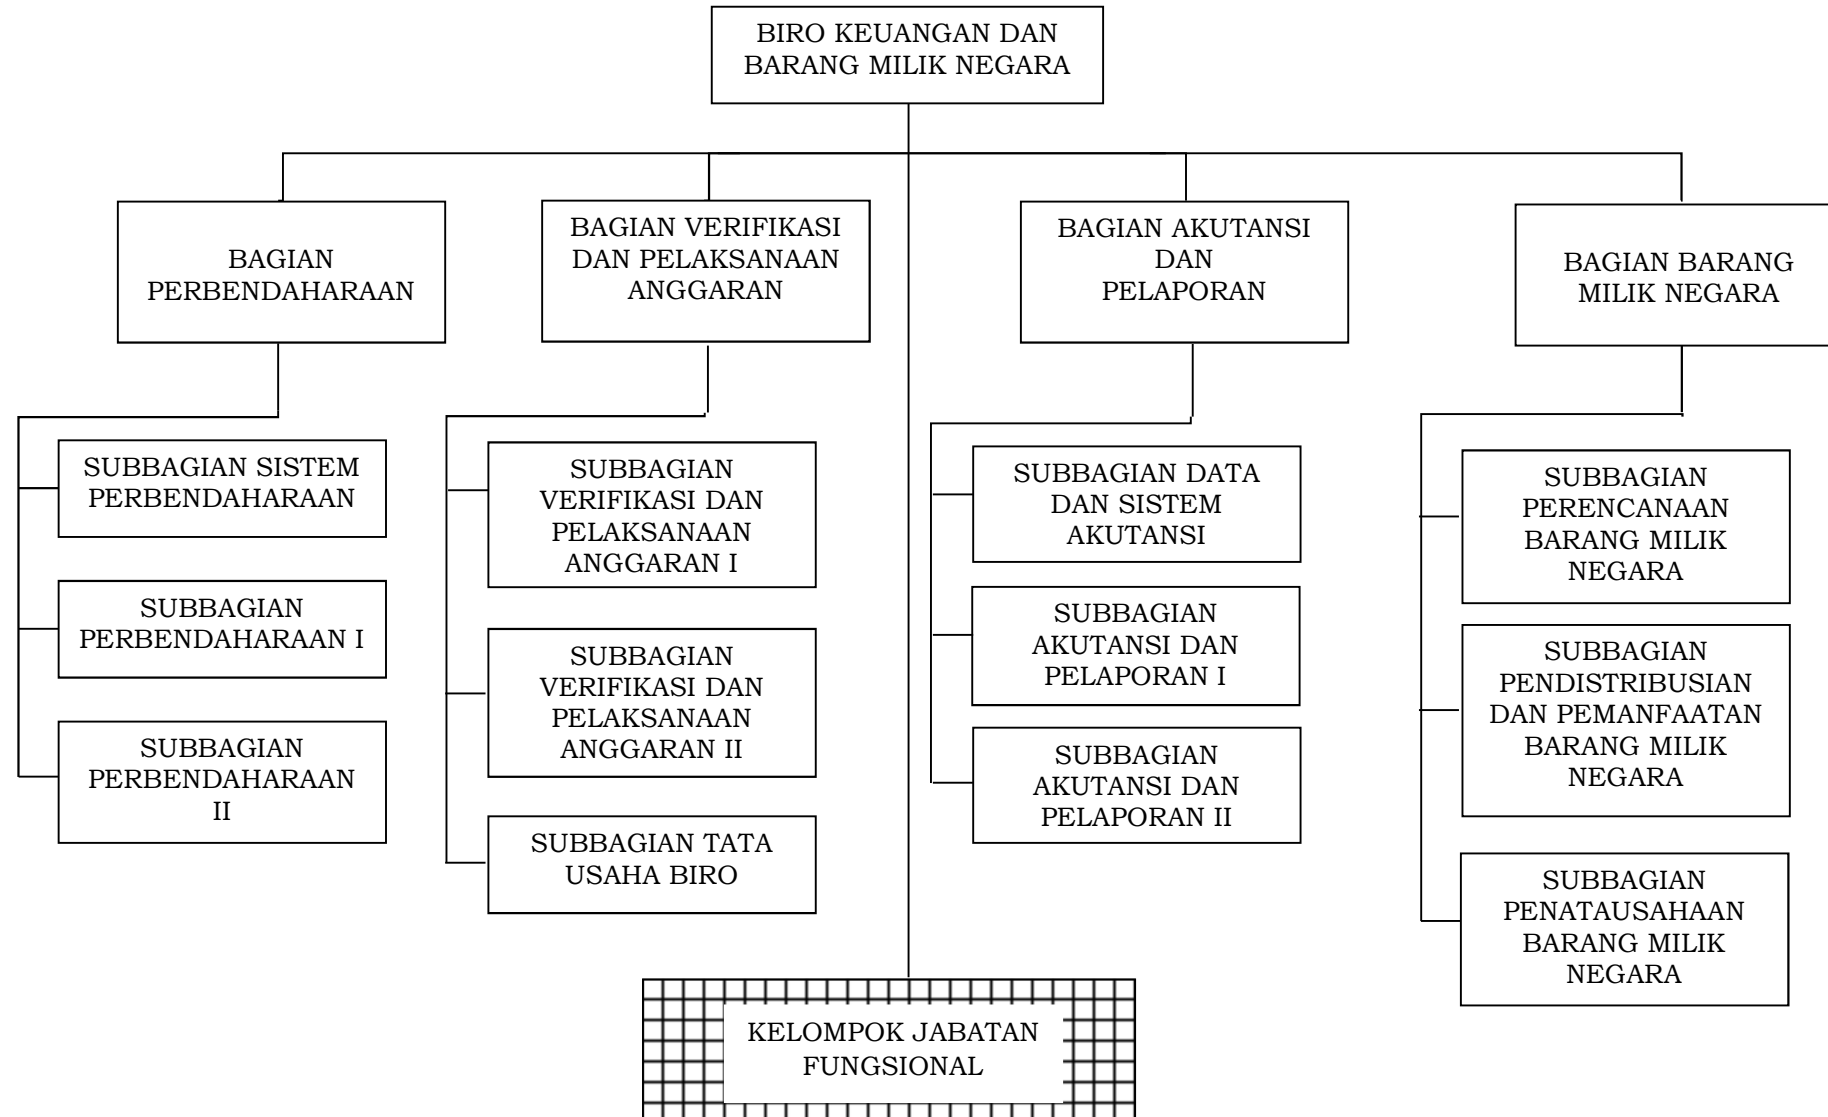 BIRO KEUANGAN DAN
BARANG MILIK NEGARA
BAGIAN
PERBENDAHARAAN
BAGIAN VERIFIKASI
DAN PELAKSANAAN
ANGGARAN
BAGIAN AKUTANSI
DAN
PELAPORAN
BAGIAN BARANG
MILIK NEGARA
SUBBAGIAN SISTEM
PERBENDAHARAAN
SUBBAGIAN
PERBENDAHARAAN I
SUBBAGIAN
PERBENDAHARAAN
II
SUBBAGIAN
VERIFIKASI DAN
PELAKSANAAN
ANGGARAN I
SUBBAGIAN
VERIFIKASI DAN
PELAKSANAAN
ANGGARAN II
SUBBAGIAN TATA
USAHA BIRO
SUBBAGIAN DATA
DAN SISTEM
AKUTANSI
SUBBAGIAN
AKUTANSI DAN
PELAPORAN I
SUBBAGIAN
AKUTANSI DAN
PELAPORAN II
SUBBAGIAN
PERENCANAAN
BARANG MILIK
NEGARA
SUBBAGIAN
PENDISTRIBUSIAN
DAN PEMANFAATAN
BARANG MILIK
NEGARA
SUBBAGIAN
PENATAUSAHAAN
BARANG MILIK
NEGARA
KELOMPOK JABATAN
FUNGSIONAL